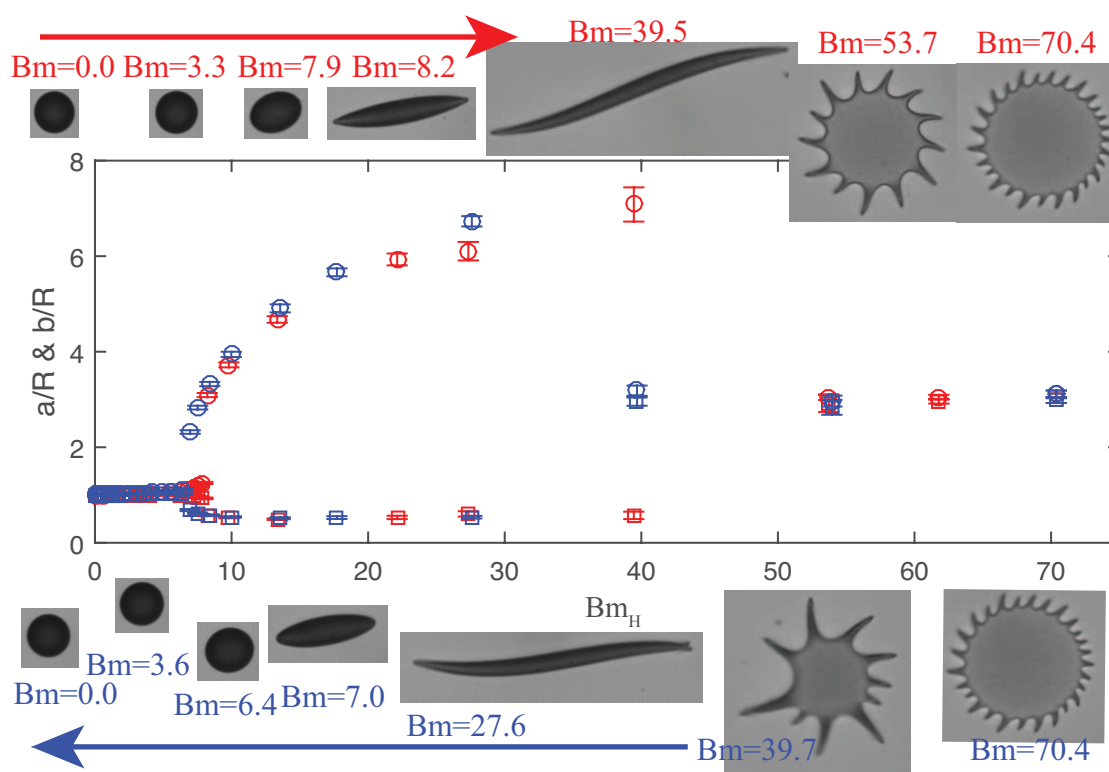 Bm=39.5
Bm=53.7
Bm=70.4
Bm=0.0
Bm=3.3
Bm=7.9
Bm=8.2
8
6
4
2
0
a/R & b/R
0
10
20
30
40
50
60
70
Bm_H
Bm=3.6
Bm=0.0
Bm=6.4
Bm=7.0
Bm=27.6
Bm=39.7
Bm=70.4